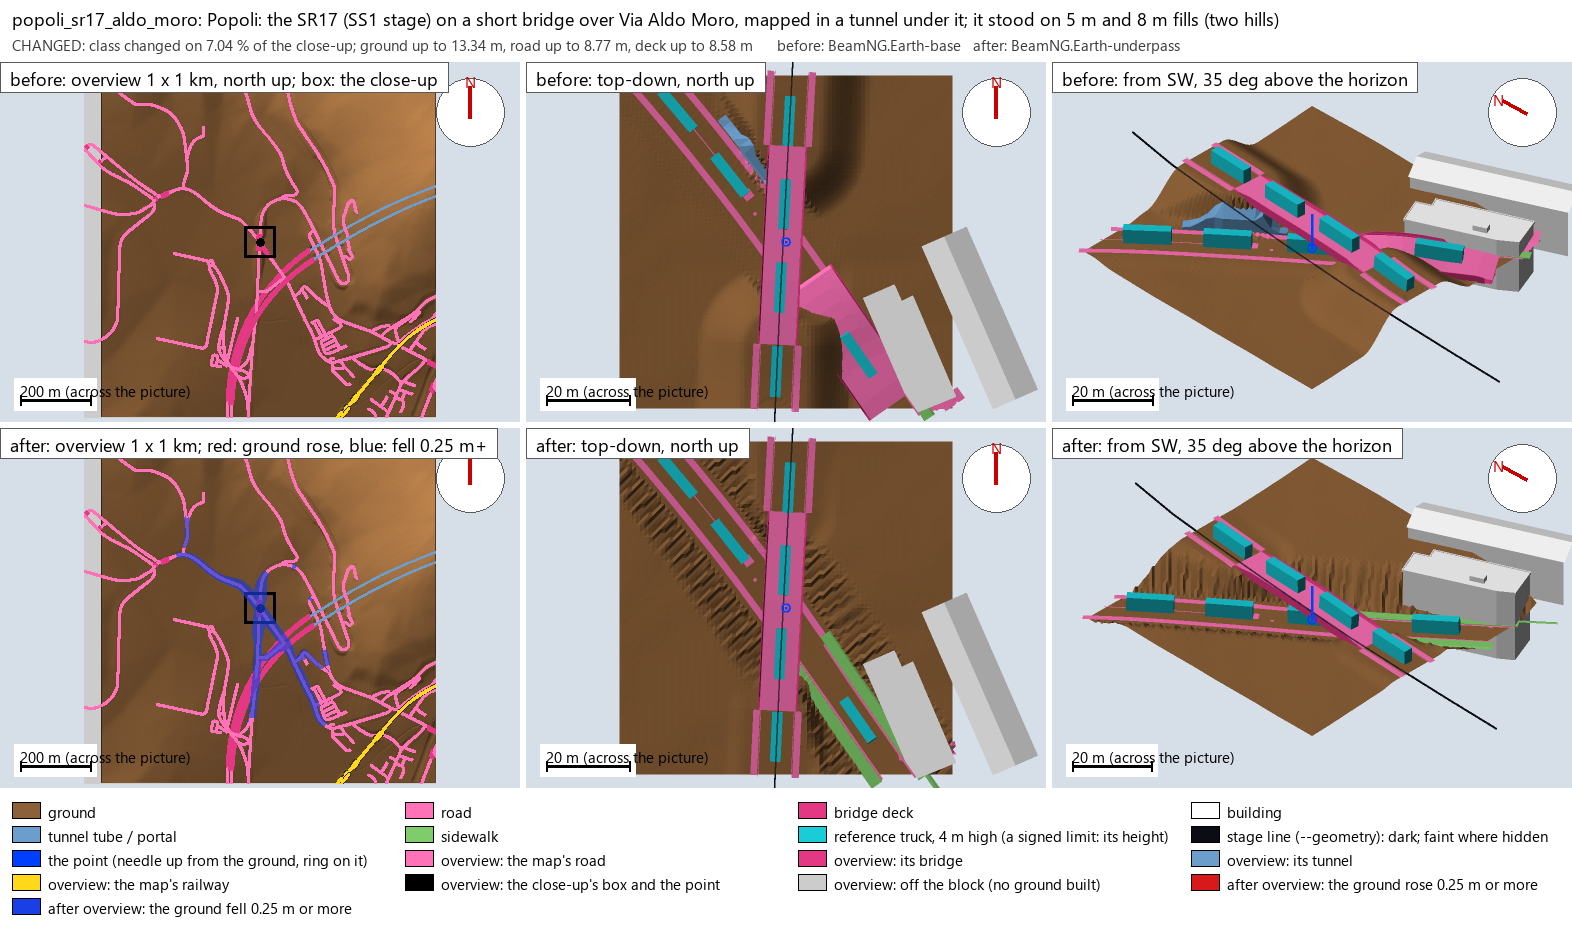 popoli_sr17_aldo_moro: Popoli: the SR17 (SS1 stage) on a short bridge over Via Aldo Moro, mapped in a tunnel under it; it stood on 5 m and 8 m fills (two hills)
CHANGED: class changed on 7.04 % of the close-up; ground up to 13.34 m, road up to 8.77 m, deck up to 8.58 m before: BeamNG.Earth-base after: BeamNG.Earth-underpass
before: overview 1 x 1 km, north up; box: the close-up
N
200 m (across the picture)
before: top-down, north up
N
20 m (across the picture)
before: from SW, 35 deg above the horizon
N
20 m (across the picture)
after: overview 1 x 1 km; red: ground rose, blue: fell 0.25 m+
200 m (across the picture)
after: top-down, north up
N
20 m (across the picture)
after: from SW, 35 deg above the horizon
N
20 m (across the picture)
ground
road
bridge deck
building
tunnel tube / portal
sidewalk
reference truck, 4 m high (a signed limit: its height)
stage line (--geometry): dark; faint where hidden
the point (needle up from the ground, ring on it)
overview: the map's road
overview: its bridge
overview: its tunnel
overview: the map's railway
overview: the close-up's box and the point
overview: off the block (no ground built)
after overview: the ground rose 0.25 m or more
after overview: the ground fell 0.25 m or more